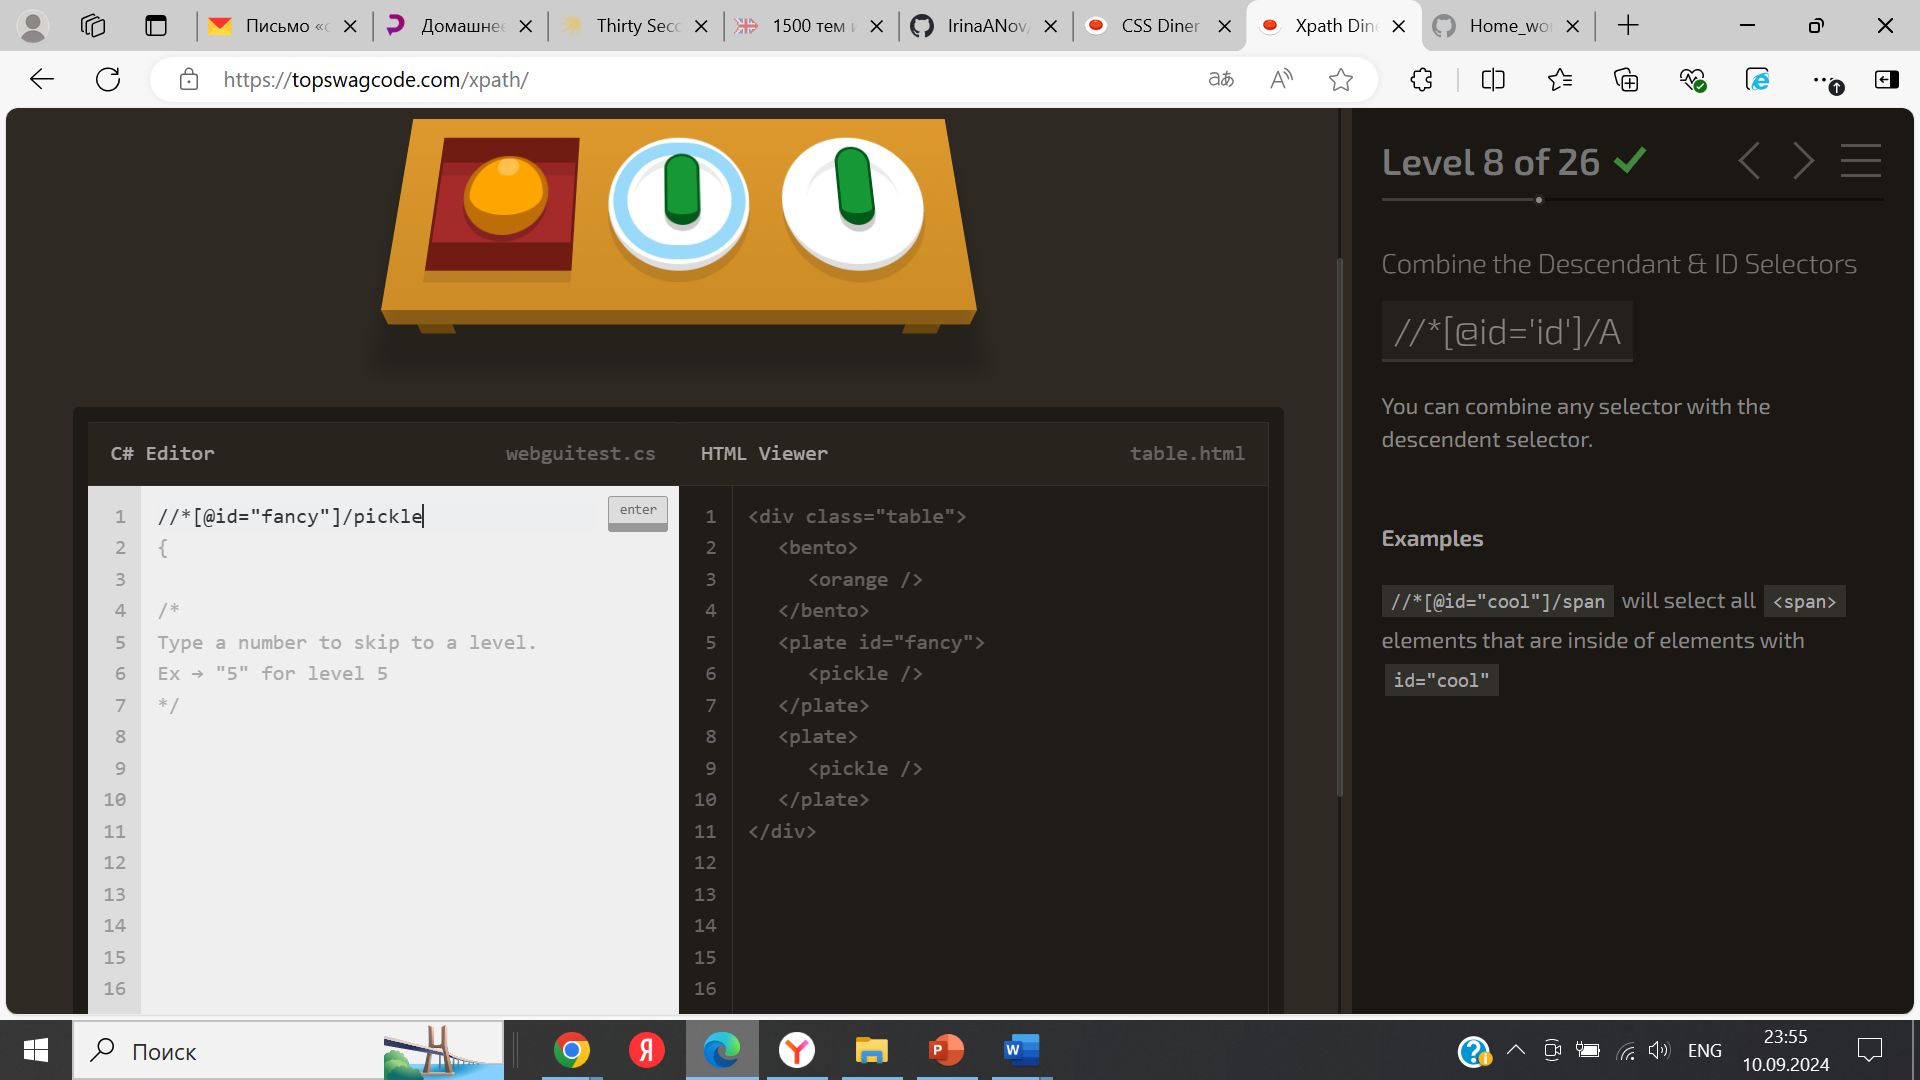 Письмо «с
Домашнее
Thirty Seco
1500 тем и
IrinaANov
CSS Diner
Xpath Dine
Home_wor
https://topswagcode.com/xpath/
Level 8 of 26
Combine the Descendant & ID Selectors
//*[@id='id']/A
You can combine any selector with the
descendent selector.
Examples
//*[@id="cool"]/span will select all <span>
elements that are inside of elements with
id="cool"
C# Editor
webguitest.cs
HTML Viewer
table.html
enter
1 //*[@id="fancy"]/pickle
2 {
3
4 /*
5 Type a number to skip to a level.
6 Ex → "5" for level 5
7 */
8
9
10
11
12
13
14
15
16
1 <div class="table">
2 <bento>
3 <orange />
4 </bento>
5 <plate id="fancy">
6 <pickle />
7 </plate>
8 <plate>
9 <pickle />
10 </plate>
11 </div>
12
13
14
15
16
Поиск
ENG
23:55
10.09.2024